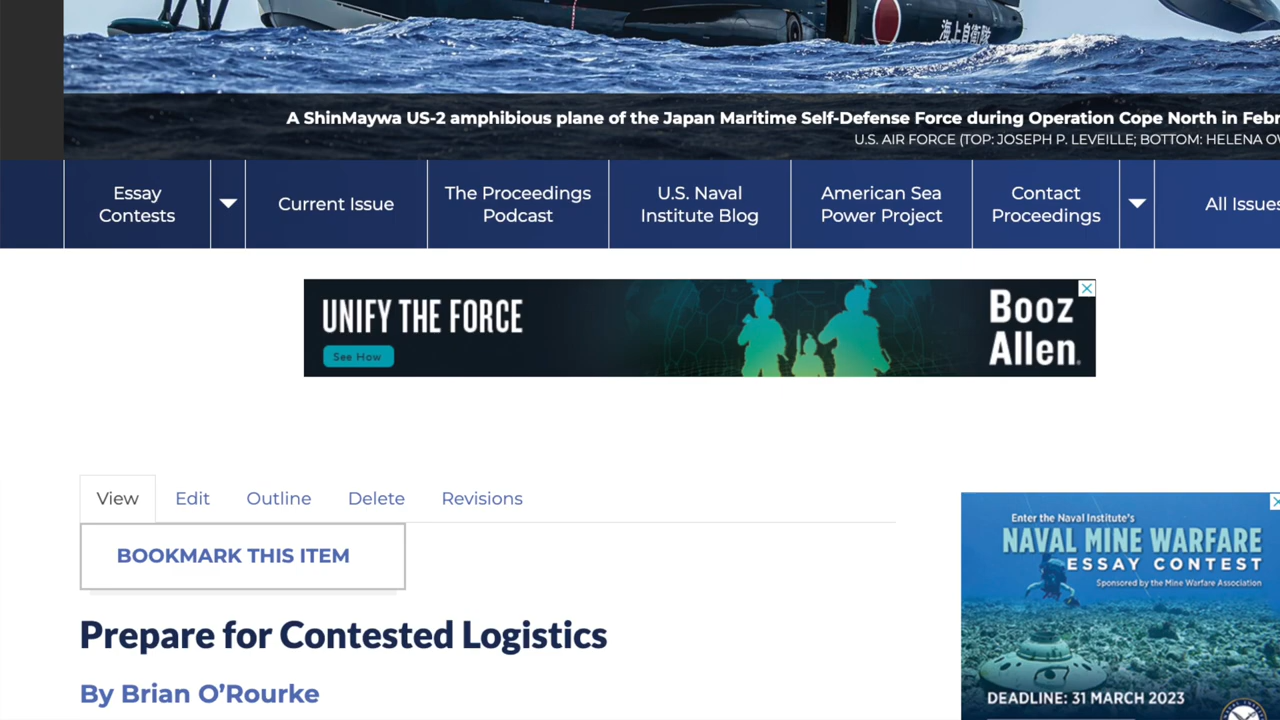 海上自衛隊
A ShinMaywa US-2 amphibious plane of the Japan Maritime Self-Defense Force during Operation Cope North in Febr
U.S. AIR FORCE (TOP: JOSEPH P. LEVEILLE; BOTTOM: HELENA OW
Essay
Contests
Current Issue
The Proceedings
Podcast
U.S. Naval
Institute Blog
American Sea
Power Project
Contact
Proceedings
All Issues
UNIFY THE FORCE
See How
Booz
Allen®
View
Edit
Outline
Delete
Revisions
BOOKMARK THIS ITEM
Prepare for Contested Logistics
By Brian O’Rourke
Enter the Naval Institute's
NAVAL MINE WARFARE
ESSAY CONTEST
Sponsored by the Mine Warfare Association
DEADLINE: 31 MARCH 2023